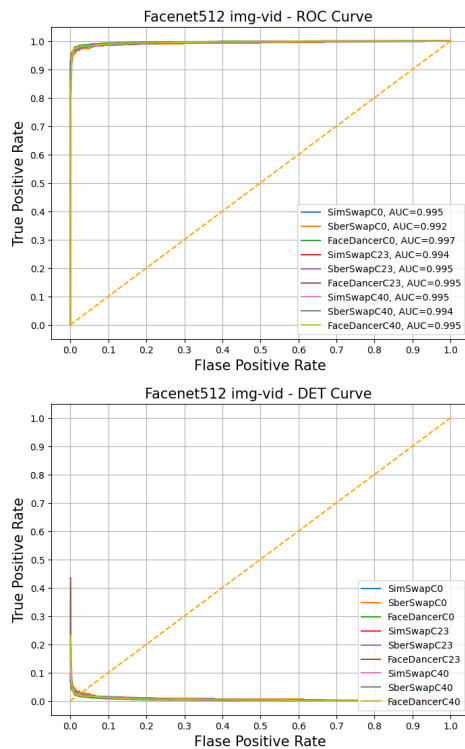 Facenet512 img-vid - ROC Curve
1.0
0.9
0.8
0.7
0.6
0.5
0.4
0.3
0.2
0.1
0.0
True Positive Rate
SimSwapC0, AUC=0.995
SberSwapC0, AUC=0.992
FaceDancerC0, AUC=0.997
SimSwapC23, AUC=0.994
SberSwapC23, AUC=0.995
FaceDancerC23, AUC=0.995
SimSwapC40, AUC=0.995
SberSwapC40, AUC=0.994
FaceDancerC40, AUC=0.995
0.0 0.1 0.2 0.3 0.4 0.5 0.6 0.7 0.8 0.9 1.0
Flase Positive Rate
Facenet512 img-vid - DET Curve
1.0
0.9
0.8
0.7
0.6
0.5
0.4
0.3
0.2
0.1
0.0
True Positive Rate
SimSwapC0
SberSwapC0
FaceDancerC0
SimSwapC23
SberSwapC23
FaceDancerC23
SimSwapC40
SberSwapC40
FaceDancerC40
0.0 0.1 0.2 0.3 0.4 0.5 0.6 0.7 0.8 0.9 1.0
Flase Positive Rate